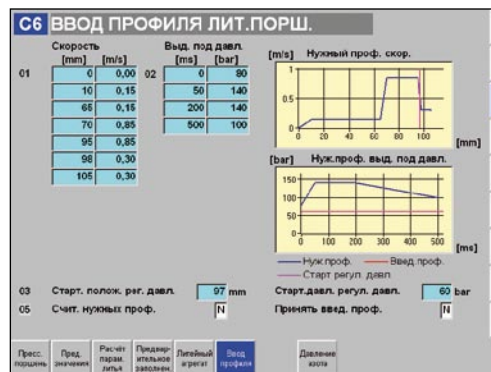 C6 ВВОД ПРОФИЛЯ ЛИТ.ПОРШ.
Скорость Выд. под давл.
[mm] [m/s] [ms] [bar]
01 0 0,00 02 0 80
10 0,15 50 140
65 0,15 200 140
70 0,85 500 100
95 0,85
98 0,30
105 0,30
[m/s] Нужный проф. скор.
1
0.5
0
0 20 40 60 80 100
[mm]
[bar] Нуж.проф. выд. под давл.
150
100
50
0
0 100 200 300 400 500
[ms]
Нуж.проф. Введ.проф.
Старт регул. давл
03 Старт. полож. рег. давл. 97 mm Старт.давл. регул. давл. 60 bar
05 Счит. нужных проф. N Принять введ. проф. N
Пресс. поршень
Пред. значения
Расчёт парам. литья
Предвар-ительное заполнен.
Литейный агрегат
Ввод профиля
Давление азота